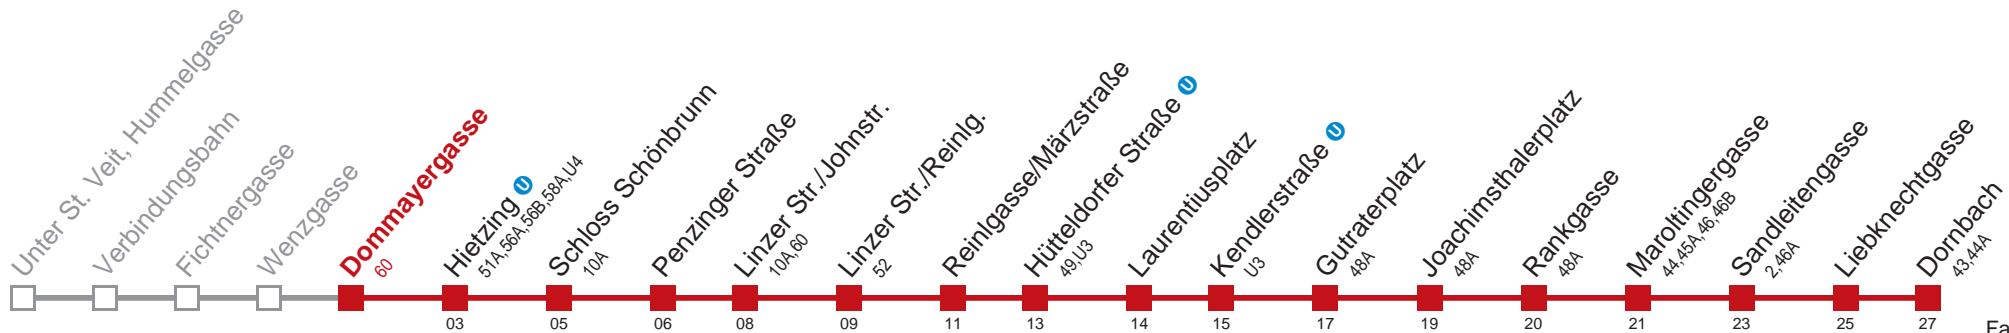 Unter St. Veit, Hummelgasse
Verbindungsbahn
Fichtnergasse
Wenzgasse
Dommayergasse
60
Hietzing U
51A,56A,56B,58A,U4
03
Schloss Schönbrunn
10A
05
Penzinger Straße
06
Linzer Str./Johnstr.
10A,60
08
Linzer Str./Reinlg.
52
09
Reinlgasse/Märzstraße
11
Hütteldorfer Straße U
49,U3
13
Laurentiusplatz
14
Kendlerstraße U
U3
15
Gutraterplatz
48A
17
Joachimsthalerplatz
48A
19
Rankgasse
48A
20
Maroltingergasse
44,45A,46,46B
21
Sandleitengasse
2,46A
23
Liebknechtgasse
25
Dornbach
43,44A
27
Fa